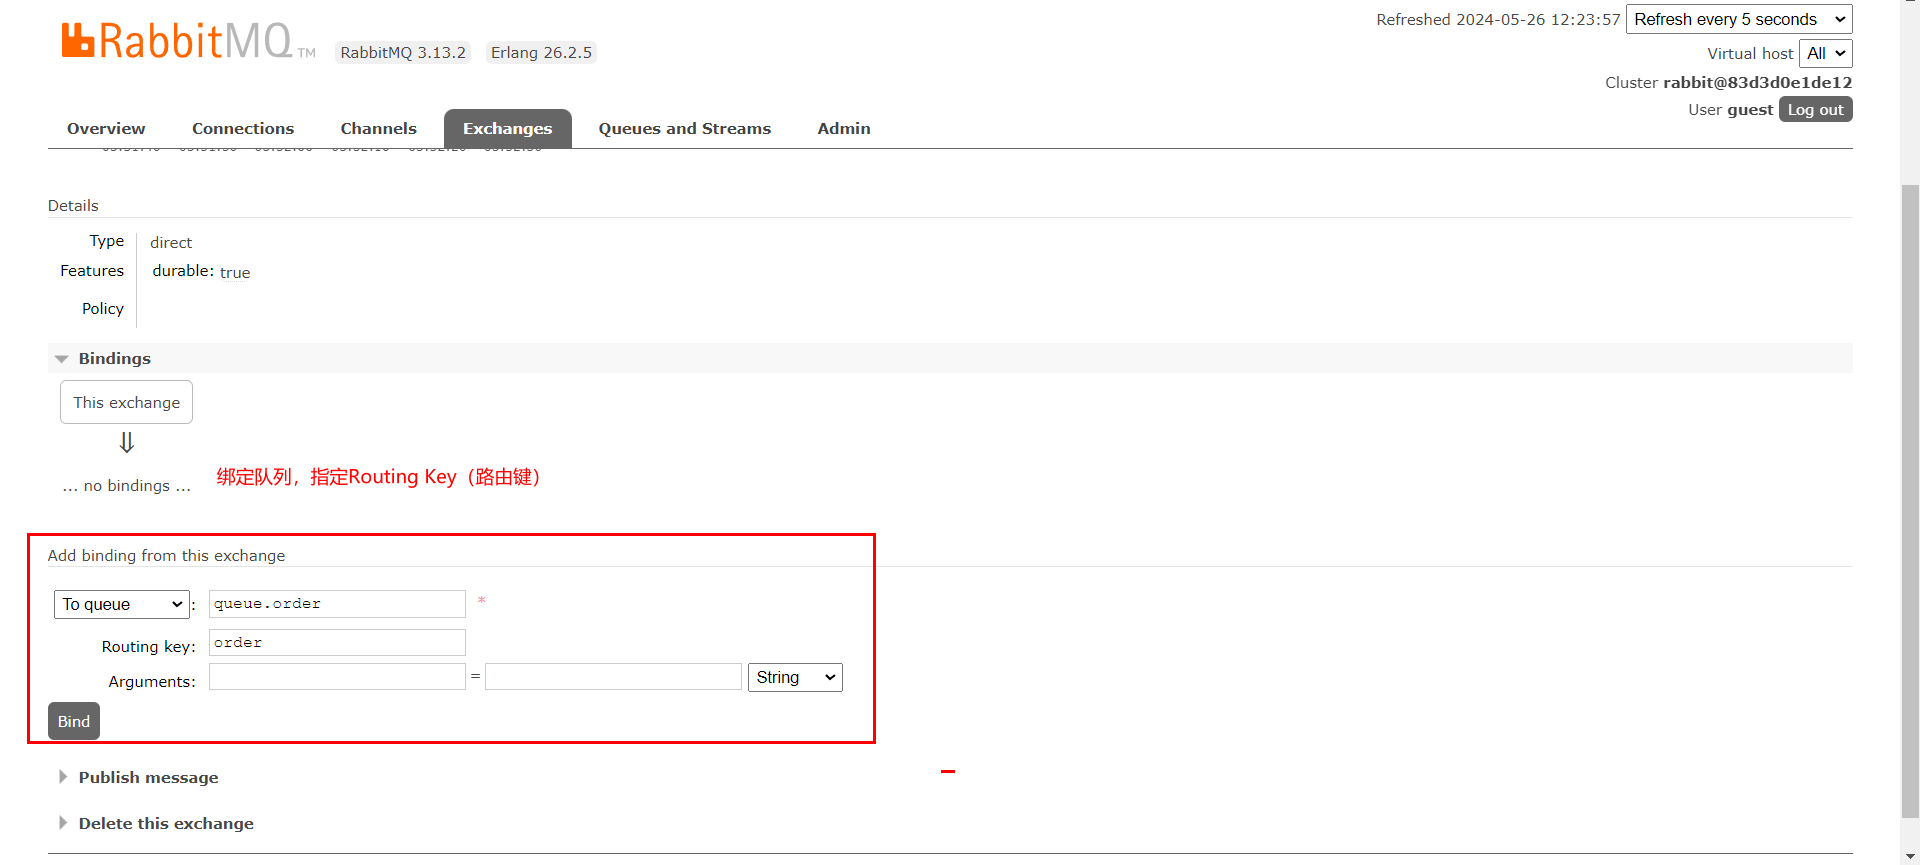 Refreshed 2024-05-26 12:23:57 Refresh every 5 seconds
RabbitMQ TM RabbitMQ 3.13.2 Erlang 26.2.5
Virtual host All
Cluster rabbit@83d3d0e1de12
User guest Log out
Overview Connections Channels Exchanges Queues and Streams Admin
Details
Type direct
Features durable: true
Policy
Bindings
This exchange
⇓
... no bindings ...
绑定队列，指定Routing Key（路由键）
Add binding from this exchange
To queue : queue.order *
Routing key: order
Arguments: = String
Bind
Publish message
Delete this exchange